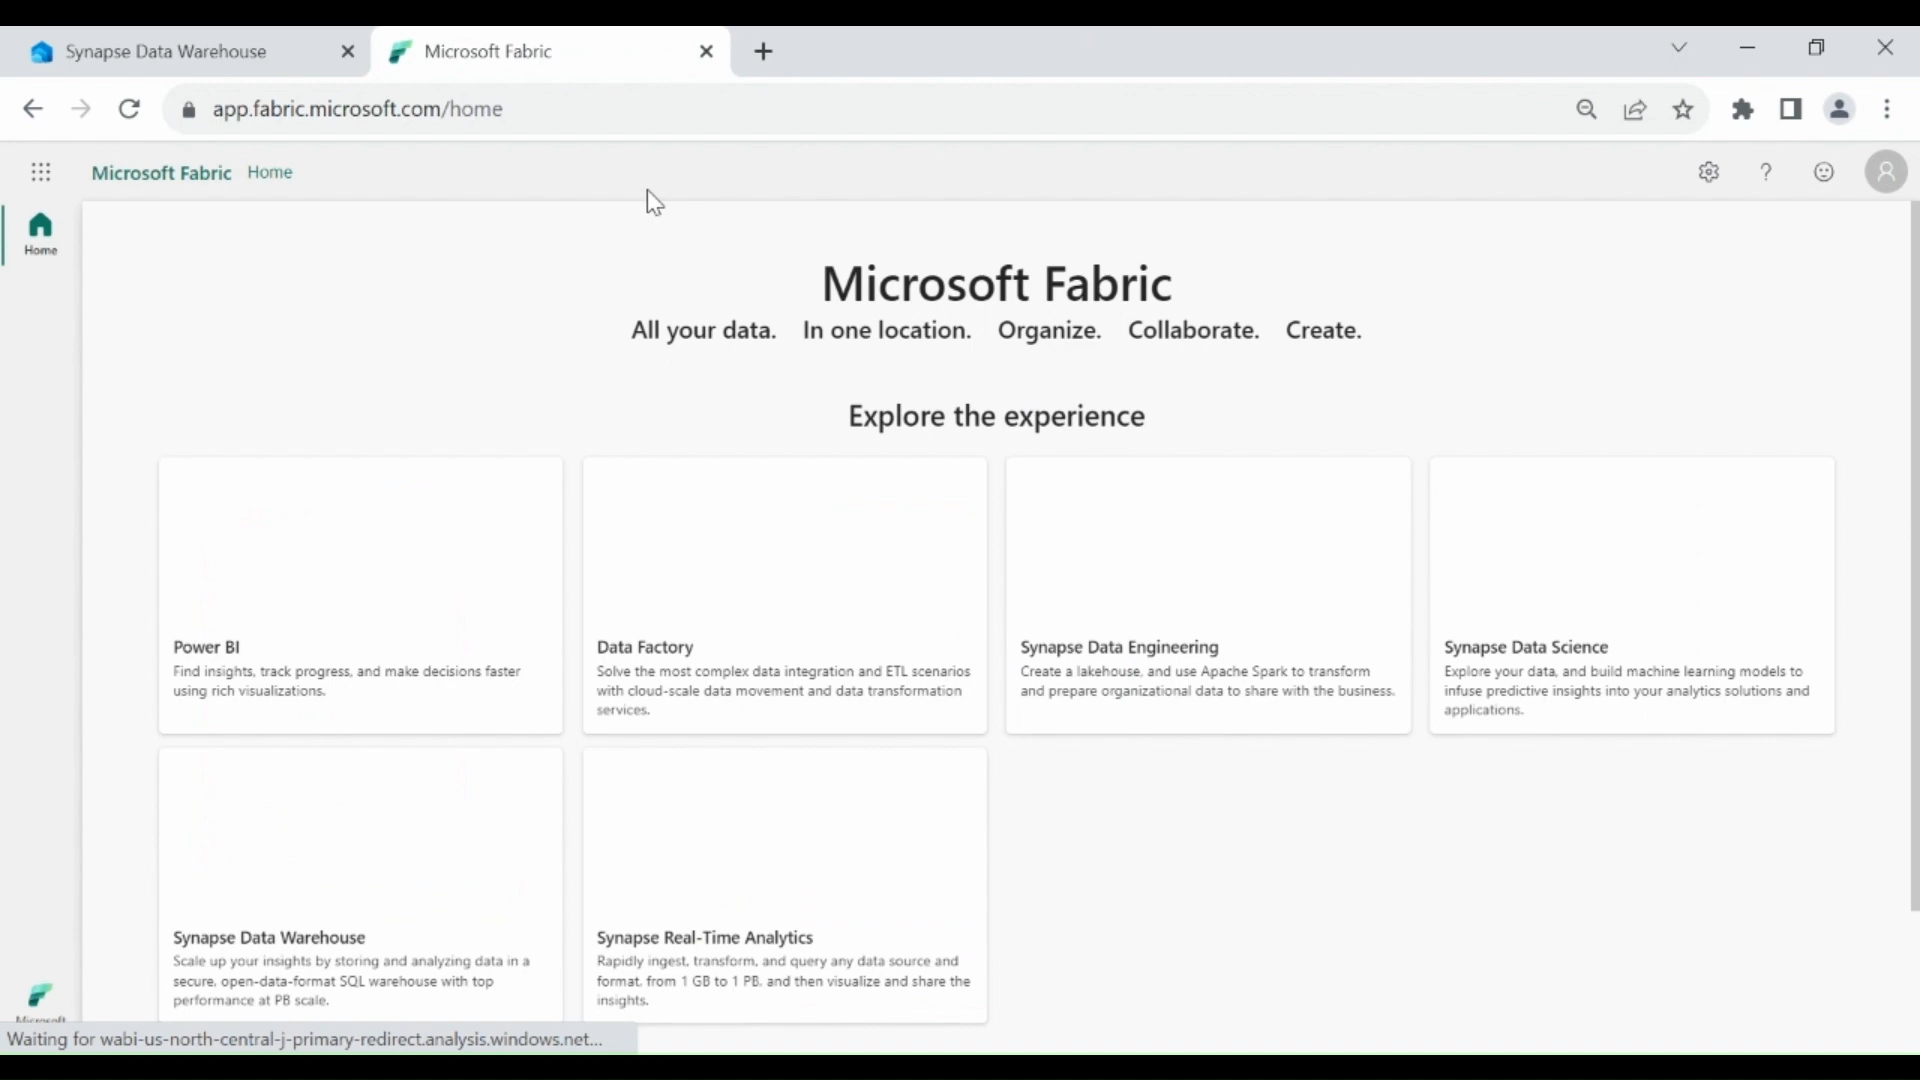 Synapse Data Warehouse
Microsoft Fabric
app.fabric.microsoft.com/home
Microsoft Fabric Home
Home
Microsoft Fabric
All your data. In one location. Organize. Collaborate. Create.
Explore the experience
Power BI
Find insights, track progress, and make decisions faster
using rich visualizations.
Data Factory
Solve the most complex data integration and ETL scenarios
with cloud-scale data movement and data transformation
services.
Synapse Data Engineering
Create a lakehouse, and use Apache Spark to transform
and prepare organizational data to share with the business.
Synapse Data Science
Explore your data, and build machine learning models to
infuse predictive insights into your analytics solutions and
applications.
Synapse Data Warehouse
Scale up your insights by storing and analyzing data in a
secure, open-data-format SQL warehouse with top
performance at PB scale.
Synapse Real-Time Analytics
Rapidly ingest, transform, and query any data source and
format, from 1 GB to 1 PB, and then visualize and share the
insights.
Microsoft
Waiting for wabi-us-north-central-j-primary-redirect.analysis.windows.net...